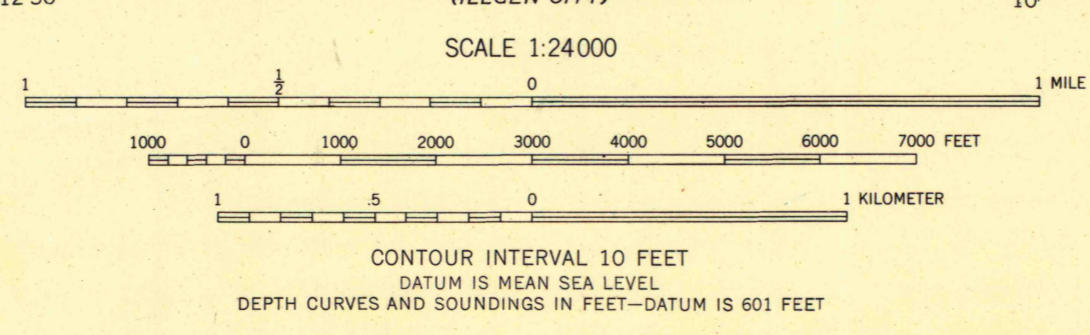 SCALE 1:24000
1 ½ 0 1 MILE
1000 0 1000 2000 3000 4000 5000 6000 7000 FEET
1 .5 0 1 KILOMETER
CONTOUR INTERVAL 10 FEET
DATUM IS MEAN SEA LEVEL
DEPTH CURVES AND SOUNDINGS IN FEET—DATUM IS 601 FEET